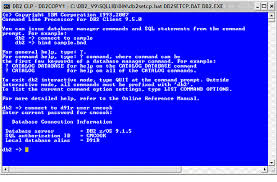 DB2 CLP - DB2COPY1 - C:\DB2_V9\SQLLIB\BIN\db2setcp.bat DB2SETCP.BAT DB2.EXE
(c) Copyright IBM Corporation 1993,2007
Command Line Processor for DB2 Client 9.5.0
You can issue database manager commands and SQL statements from the command
prompt. For example:
db2 => connect to sample
db2 => bind sample.bnd
For general help, type: ?.
For command help, type: ? command, where command can be
the first few keywords of a database manager command. For example:
? CATALOG DATABASE for help on the CATALOG DATABASE command
? CATALOG for help on all of the CATALOG commands.
To exit db2 interactive mode, type QUIT at the command prompt. Outside
interactive mode, all commands must be prefixed with 'db2'.
To list the current command option settings, type LIST COMMAND OPTIONS.
For more detailed help, refer to the Online Reference Manual.
db2 => connect to user cmcook
Enter current password for cmcook:
Database Connection Information
Database server = DB2 z/OS 9.1.5
SQL authorization ID = CMCOOK
Local database alias =
db2 =>